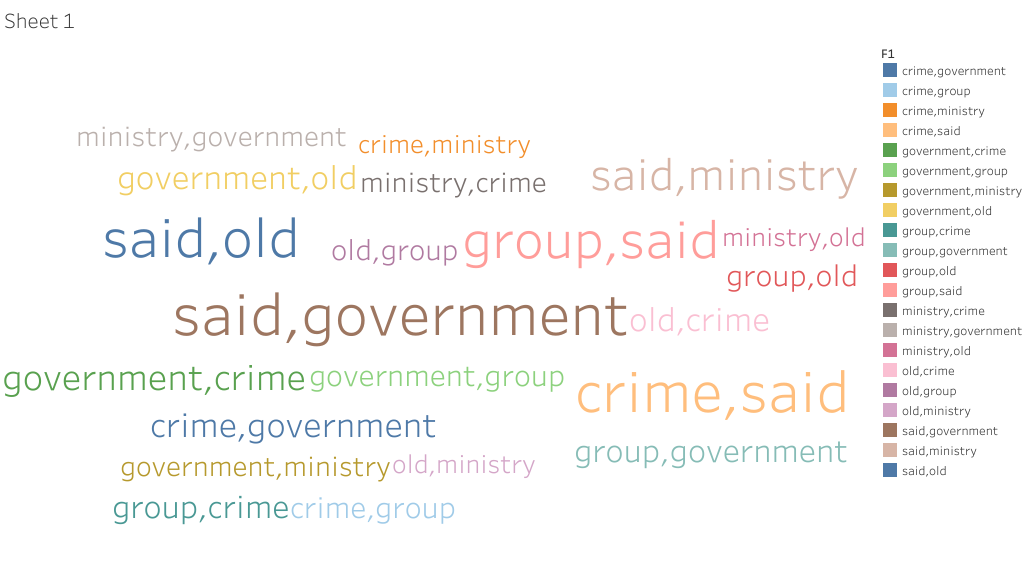 Sheet 1
ministry,government
crime,ministry
government,old
ministry,crime
said,ministry
said,old
old,group
group,said
ministry,old
group,old
said,government
old,crime
government,crime
government,group
crime,said
crime,government
group,government
government,ministry
old,ministry
group,crime
crime,group
F1
crime,government
crime,group
crime,ministry
crime,said
government,crime
government,group
government,ministry
government,old
group,crime
group,government
group,old
group,said
ministry,crime
ministry,government
ministry,old
old,crime
old,group
old,ministry
said,government
said,ministry
said,old